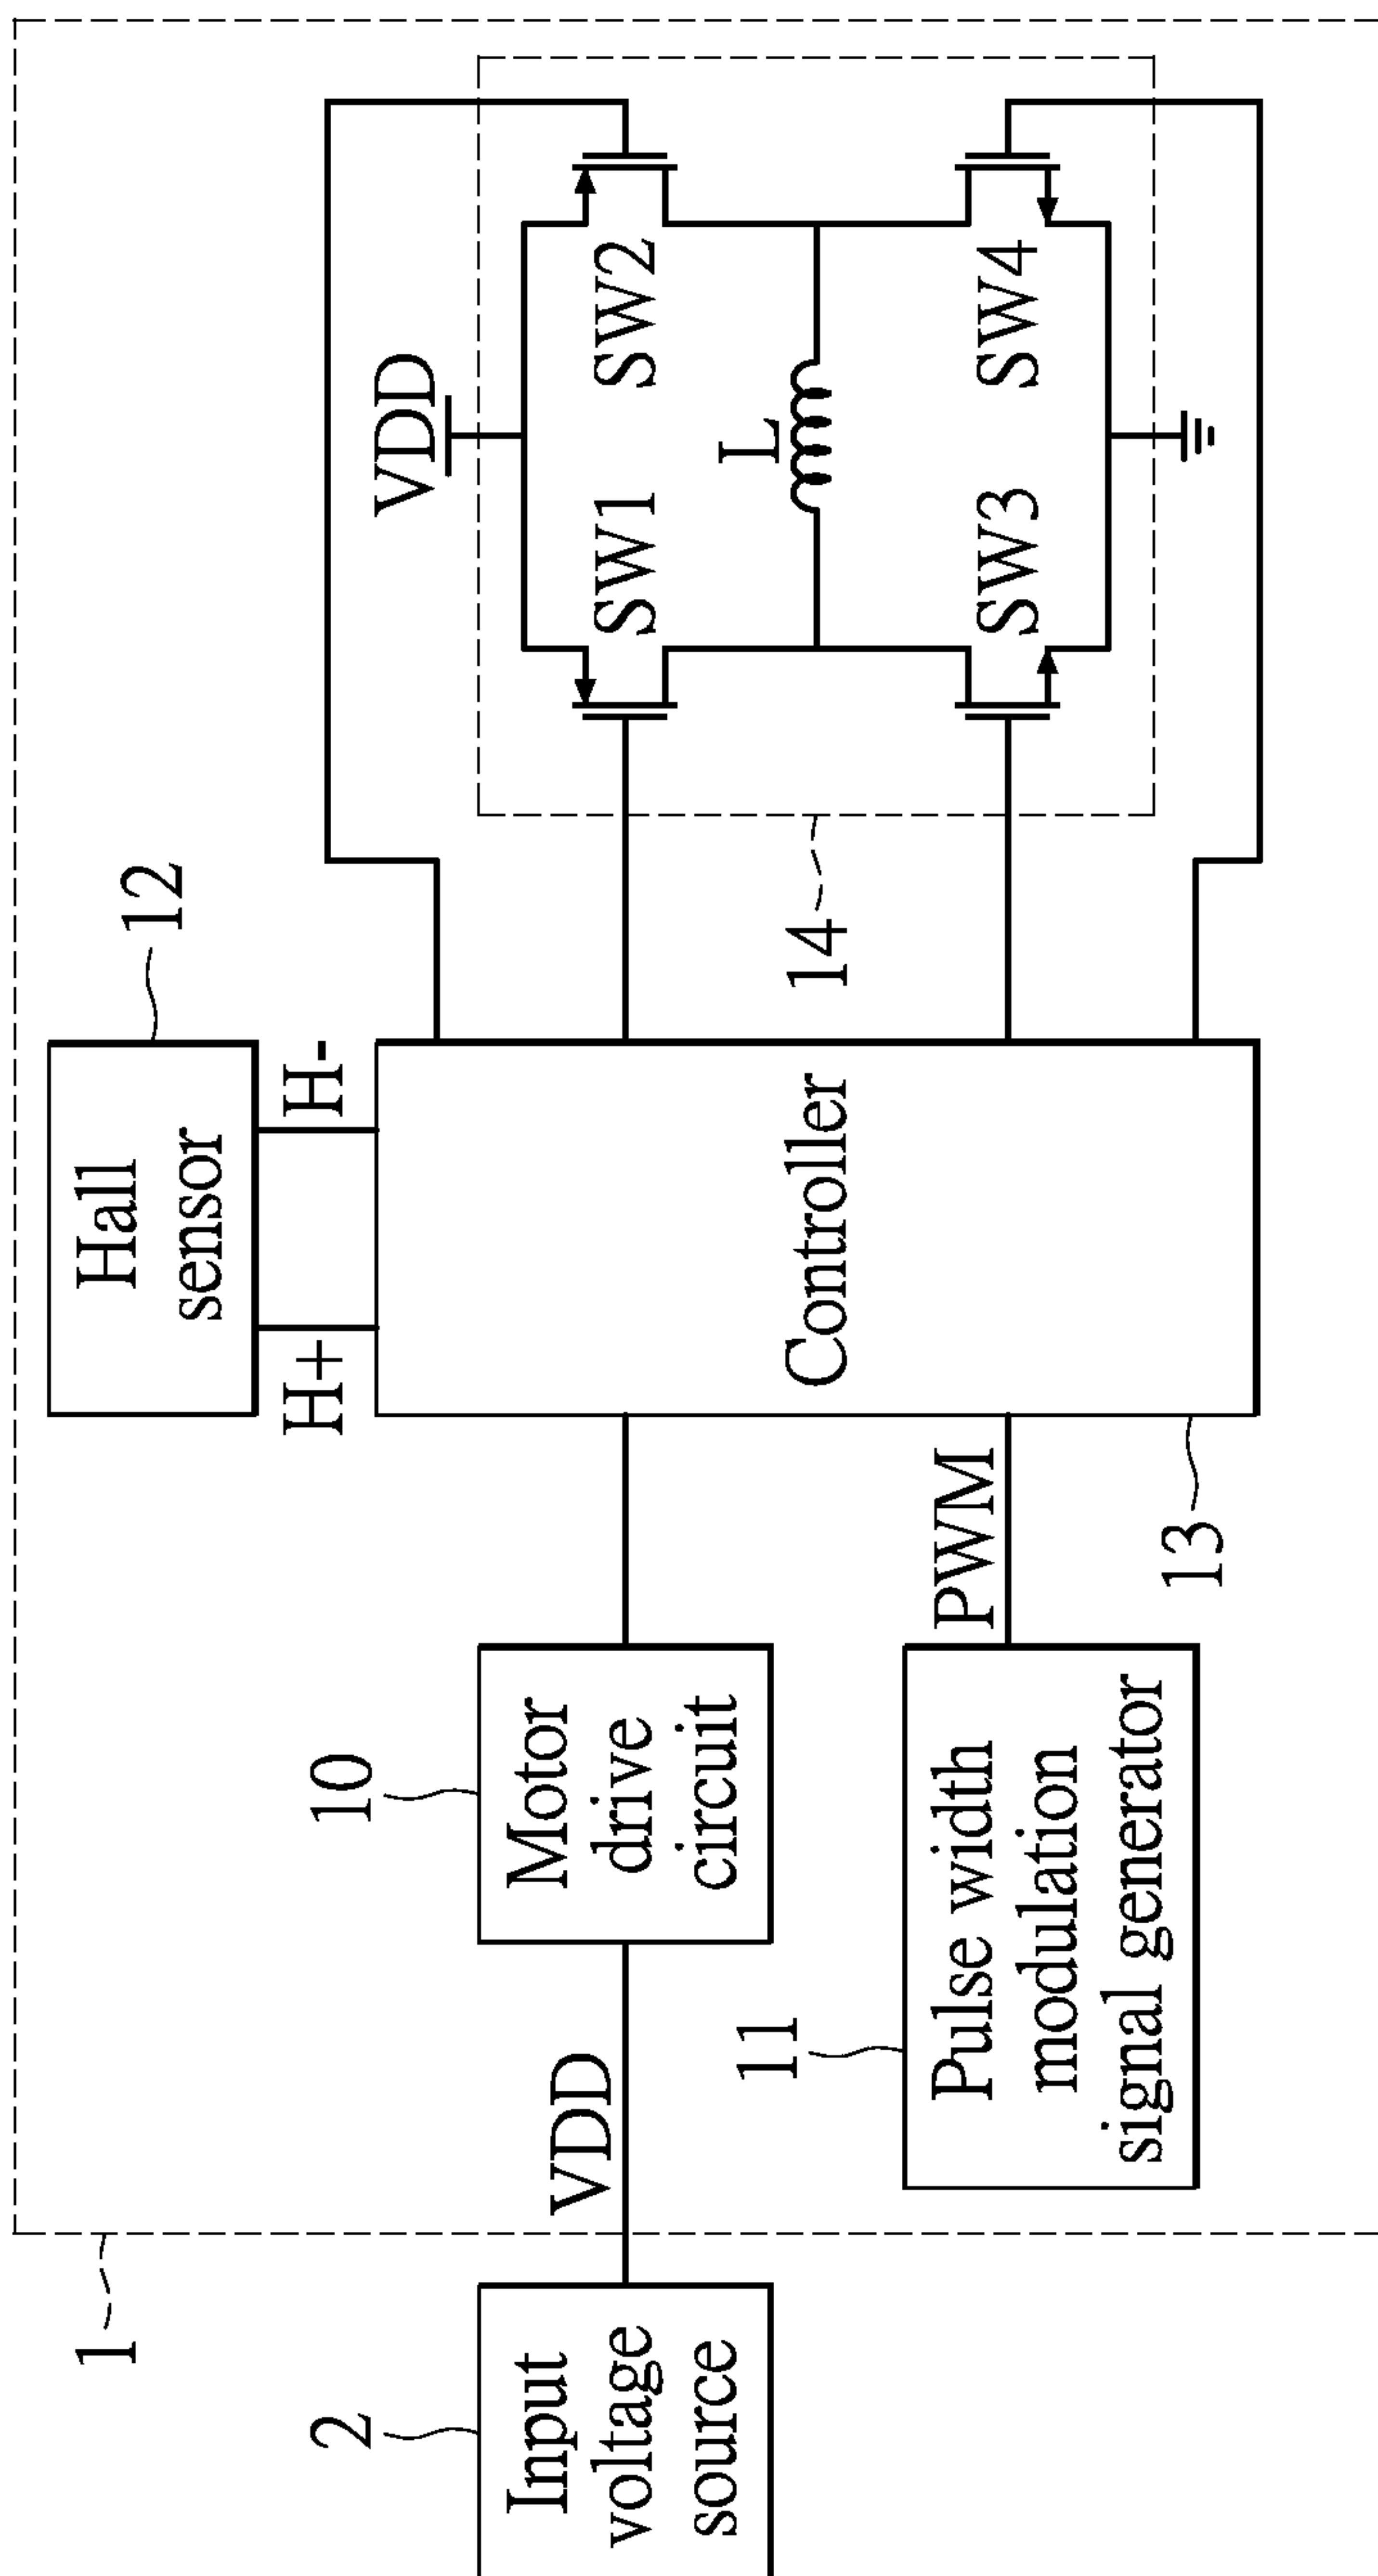 1
2
Input
voltage
source
VDD
10
Motor
drive
circuit
11
Pulse width
modulation
signal generator
PWM
12
Hall
sensor
H+
H-
13
Controller
14
VDD
SW1
SW2
L
SW3
SW4